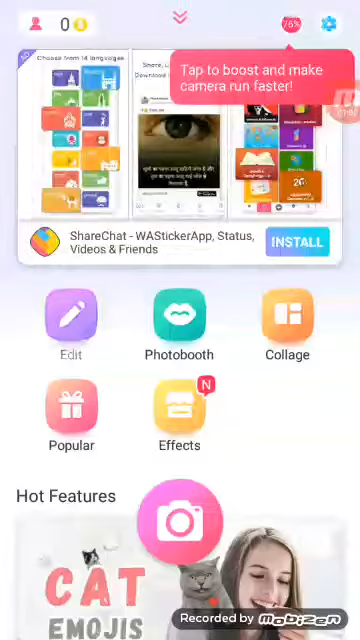 0
76%
Tap to boost and make
camera run faster!
Choose from 14 languages
ShareChat - WAStickerApp, Status,
Videos & Friends
INSTALL
Edit
Photobooth
Collage
Popular
N
Effects
Hot Features
CAT
EMOJIS
Recorded by mobizen